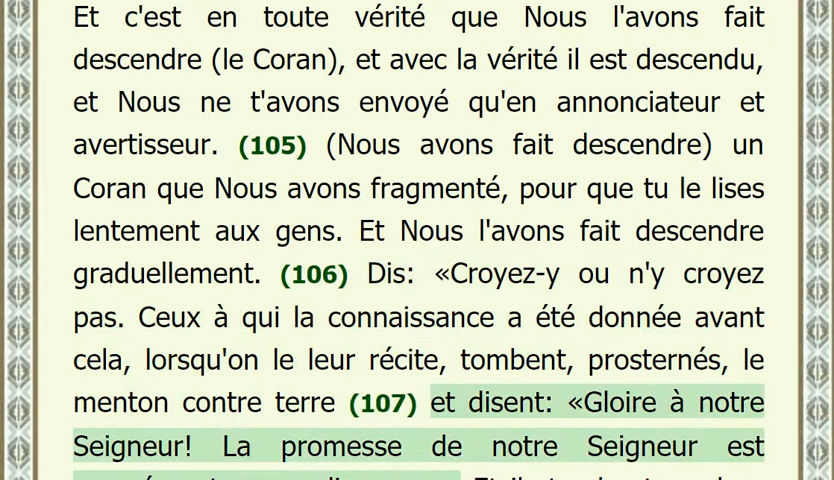 Et c'est en toute vérité que Nous l'avons fait
descendre (le Coran), et avec la vérité il est descendu,
et Nous ne t'avons envoyé qu'en annonciateur et
avertisseur. (105) (Nous avons fait descendre) un
Coran que Nous avons fragmenté, pour que tu le lises
lentement aux gens. Et Nous l'avons fait descendre
graduellement. (106) Dis: «Croyez-y ou n'y croyez
pas. Ceux à qui la connaissance a été donnée avant
cela, lorsqu'on le leur récite, tombent, prosternés, le
menton contre terre (107) et disent: «Gloire à notre
Seigneur! La promesse de notre Seigneur est